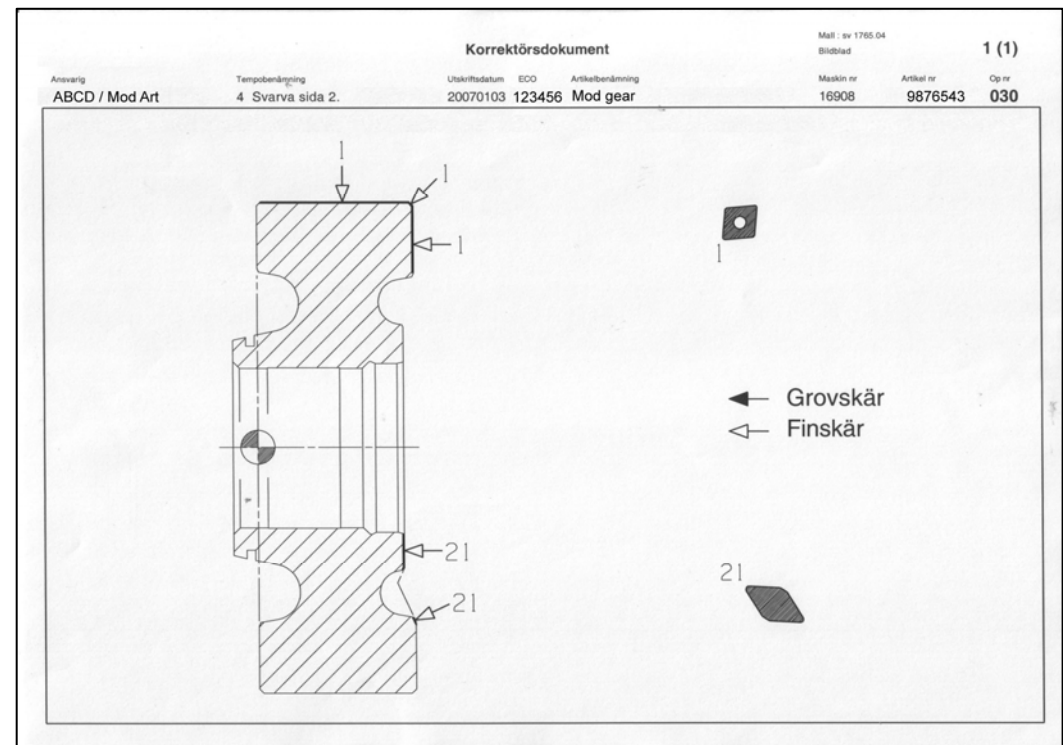 Mall : sv 1765.04
Korrektörsdokument
Bildblad
1 (1)
Ansvarig Tempobenämning Utskriftsdatum ECO Artikelbenämning Maskin nr Artikel nr Op nr
ABCD / Mod Art 4 Svarva sida 2. 20070103 123456 Mod gear 16908 9876543 030
1
1
1
1
Grovskär
Finskär
21
21
21